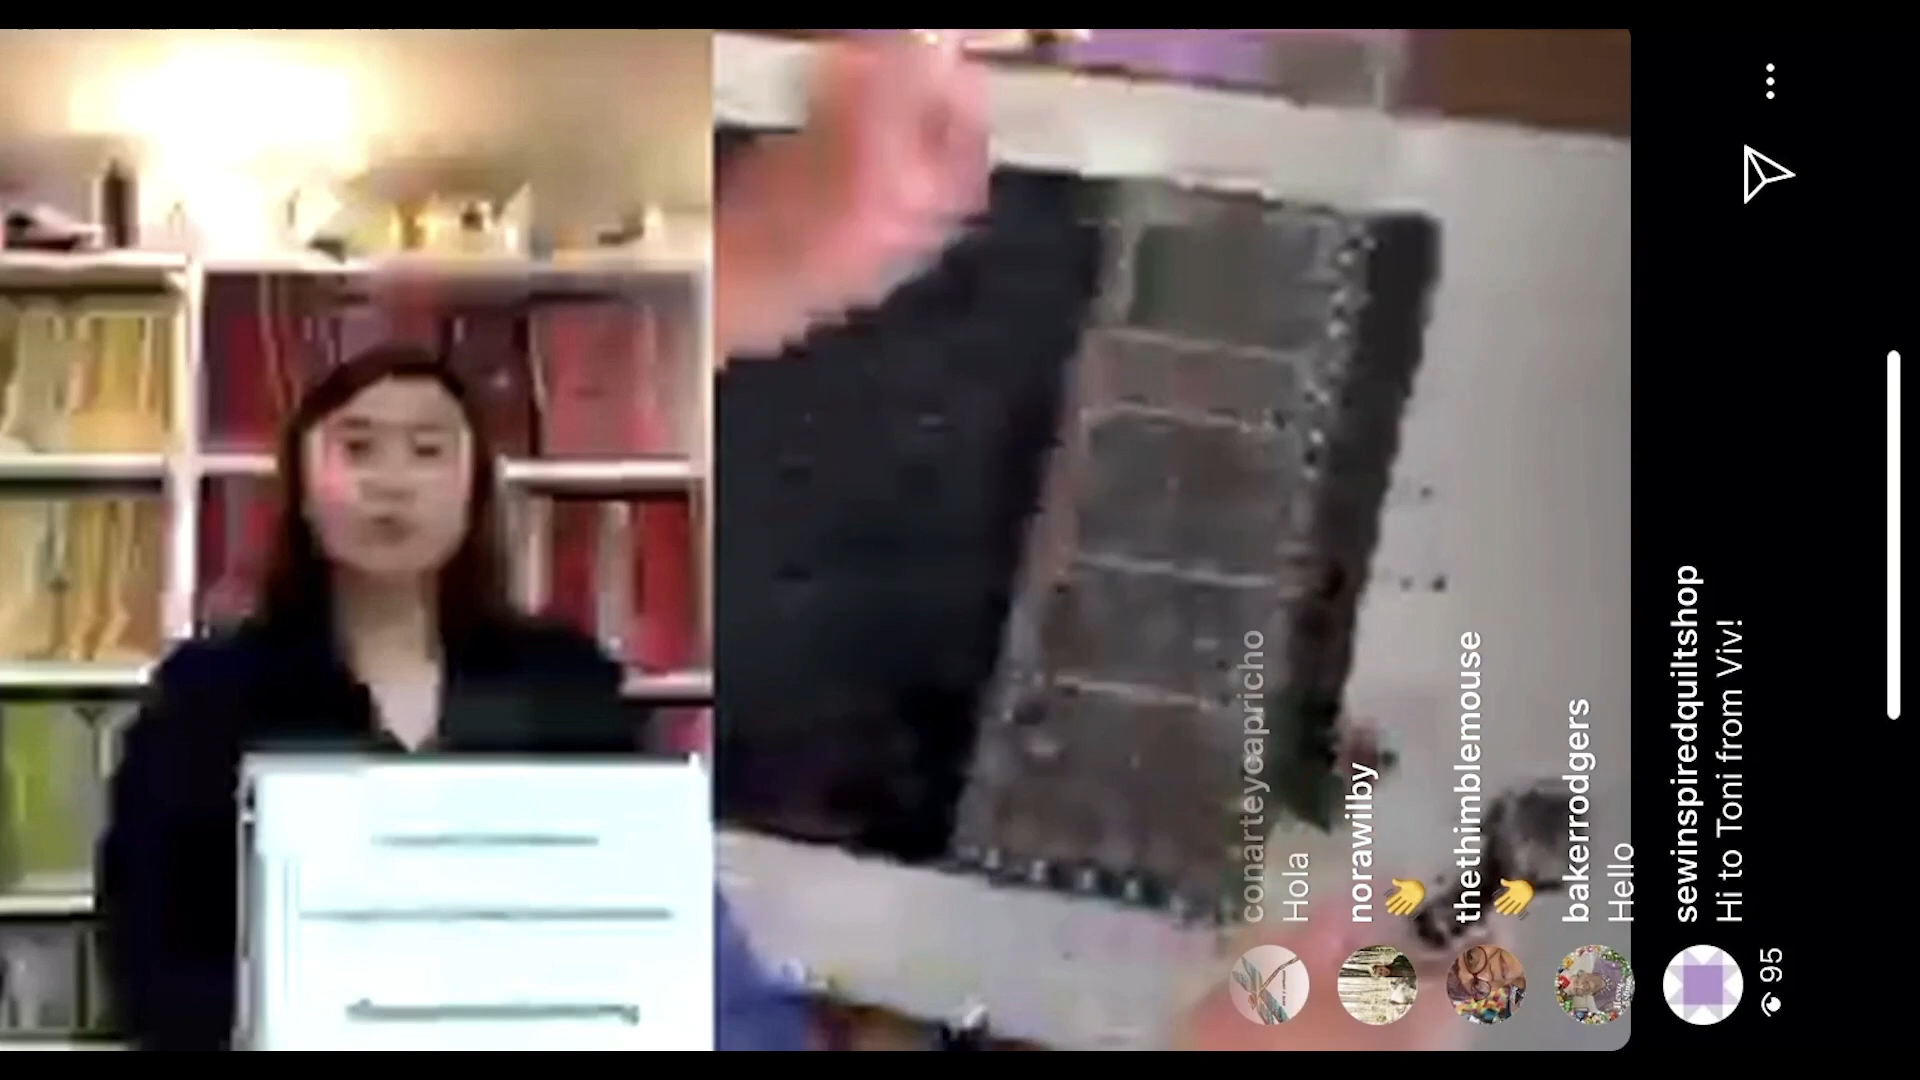 conarteycapricho
Hola
norawilby
👋
thethimblemouse
👋
bakerrodgers
Hello
sewinspiredquiltshop
Hi to Toni from Viv!
95